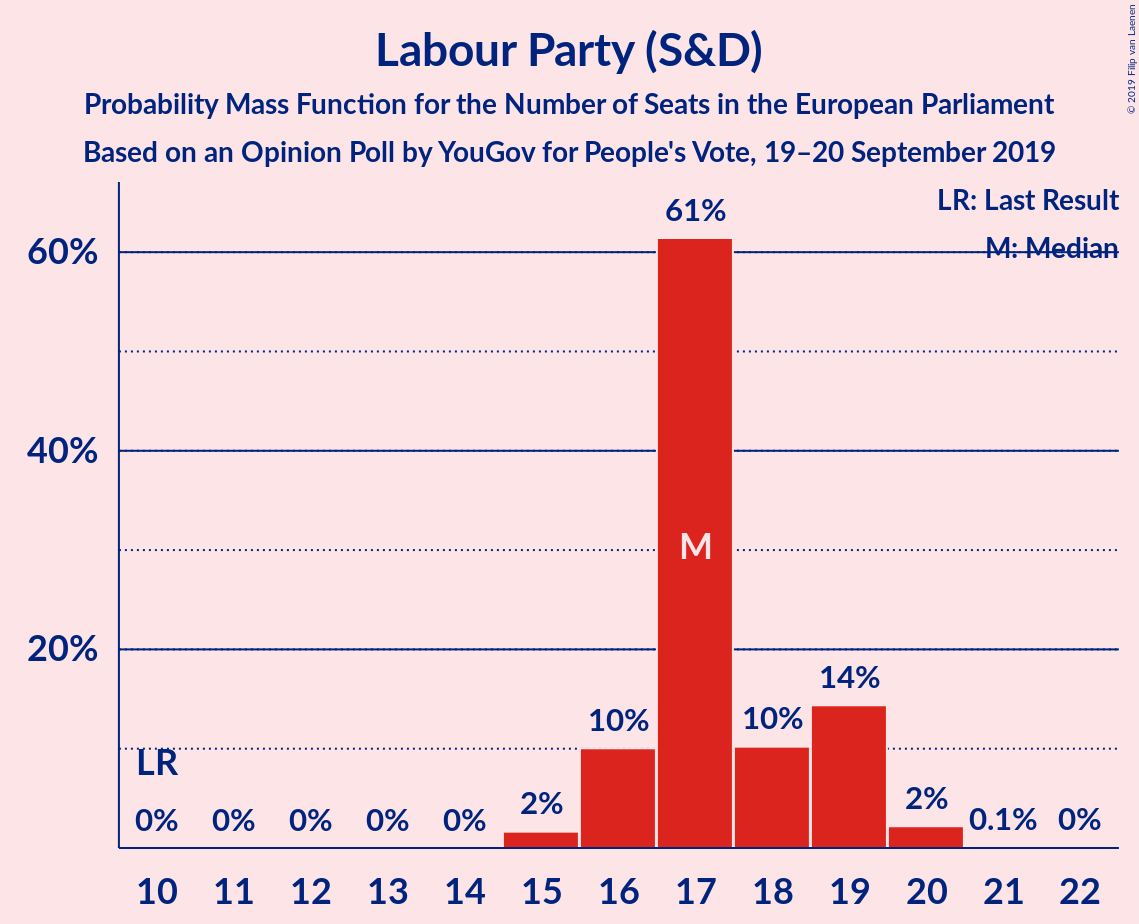 Labour Party (S&D)
Probability Mass Function for the Number of Seats in the European Parliament
Based on an Opinion Poll by YouGov for People's Vote, 19–20 September 2019
© 2019 Filip van Laenen
LR: Last Result
M: Median
60%
40%
20%
61%
M
14%
10%
10%
LR
2%
2%
0%
0%
0%
0%
0%
0.1%
0%
10 11 12 13 14 15 16 17 18 19 20 21 22